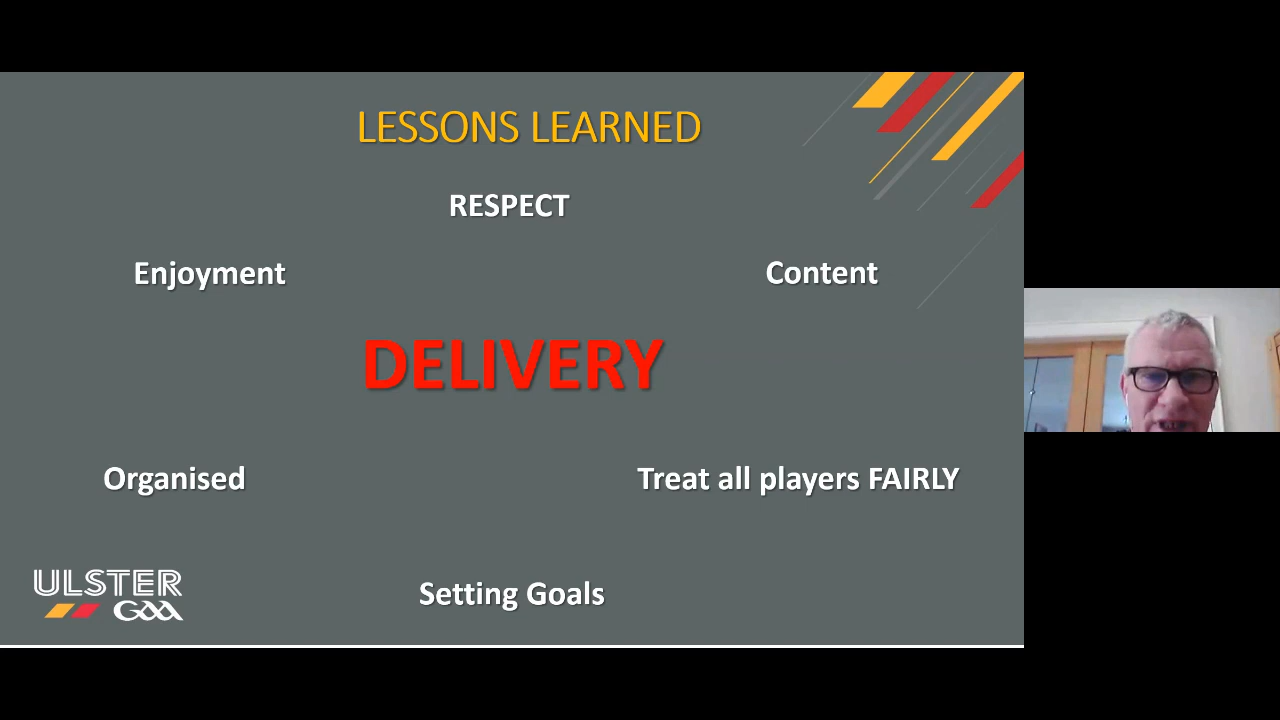 LESSONS LEARNED
RESPECT
Enjoyment
Content
DELIVERY
Organised
Treat all players FAIRLY
Setting Goals
ULSTER
GAA